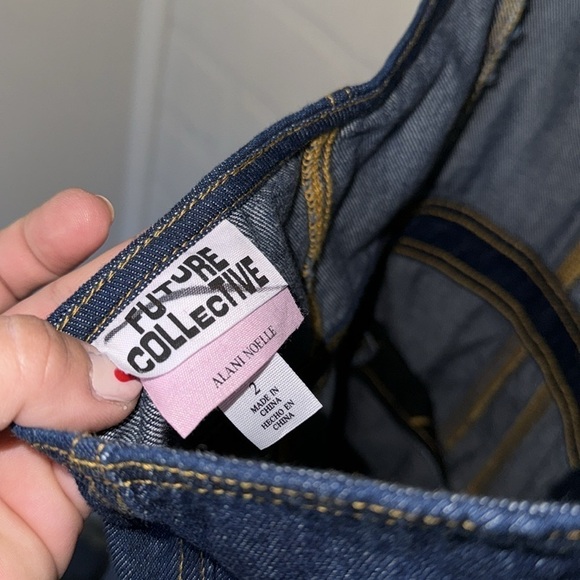 FUTURE
COLLECTIVE
ALANI NOELLE
2
MADE IN
CHINA
HECHO EN
CHINA